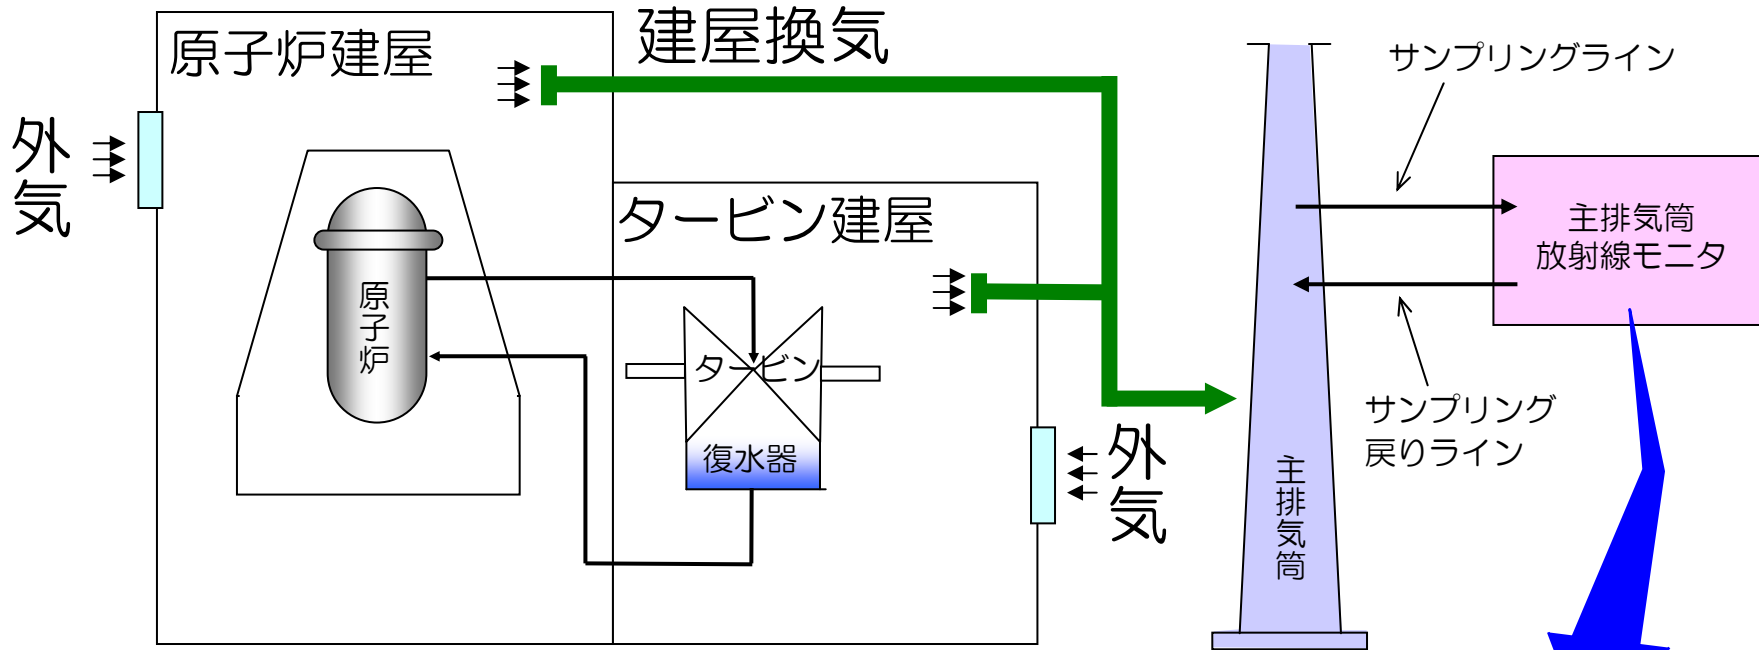 原子炉建屋
建屋換気
サンプリングライン
外気
タービン建屋
主排気筒
放射線モニタ
原子炉
タービン
復水器
サンプリング
戻りライン
外気
主排気筒